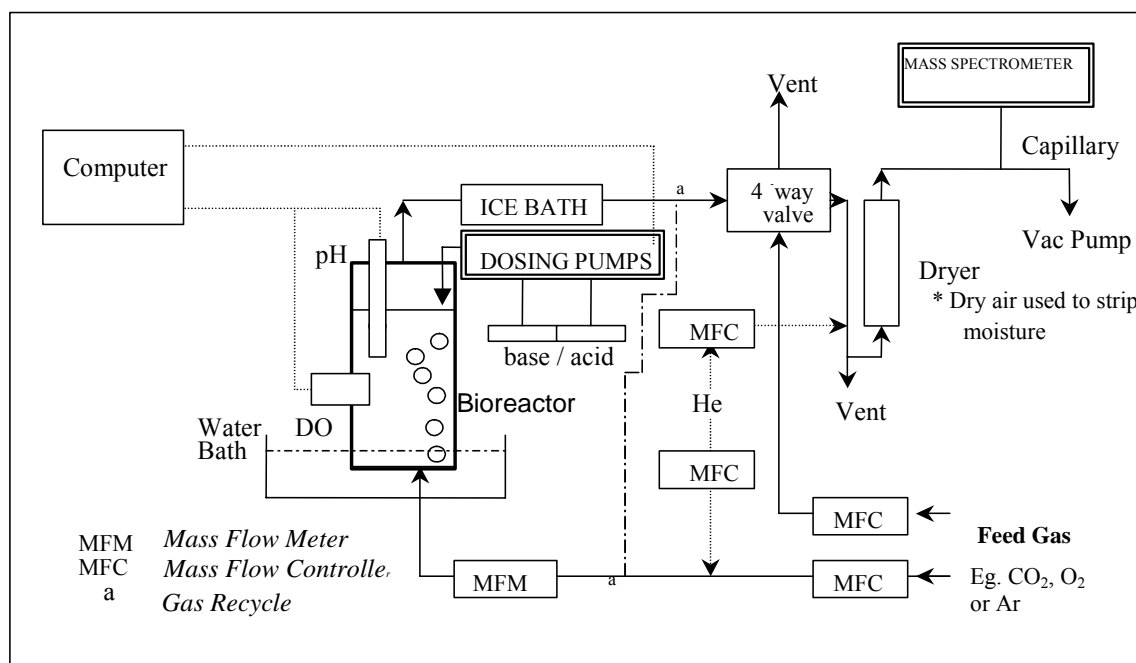 MASS SPECTROMETER
Vent
Capillary
Computer
a
4 -way
valve
ICE BATH
Vac Pump
pH
DOSING PUMPS
Dryer
* Dry air used to strip
moisture
MFC
base / acid
He
Bioreactor
Vent
DO
Water
Bath
MFC
MFC
Feed Gas
MFM Mass Flow Meter
MFC Mass Flow Controller
a Gas Recycle
MFM
a
MFC
Eg. CO₂, O₂
or Ar